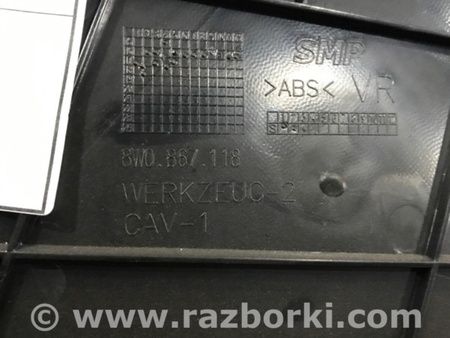 SMP
>ABS< VR
8W0.867.118
WERKZEUG-2
CAV-1
© www.razborki.com